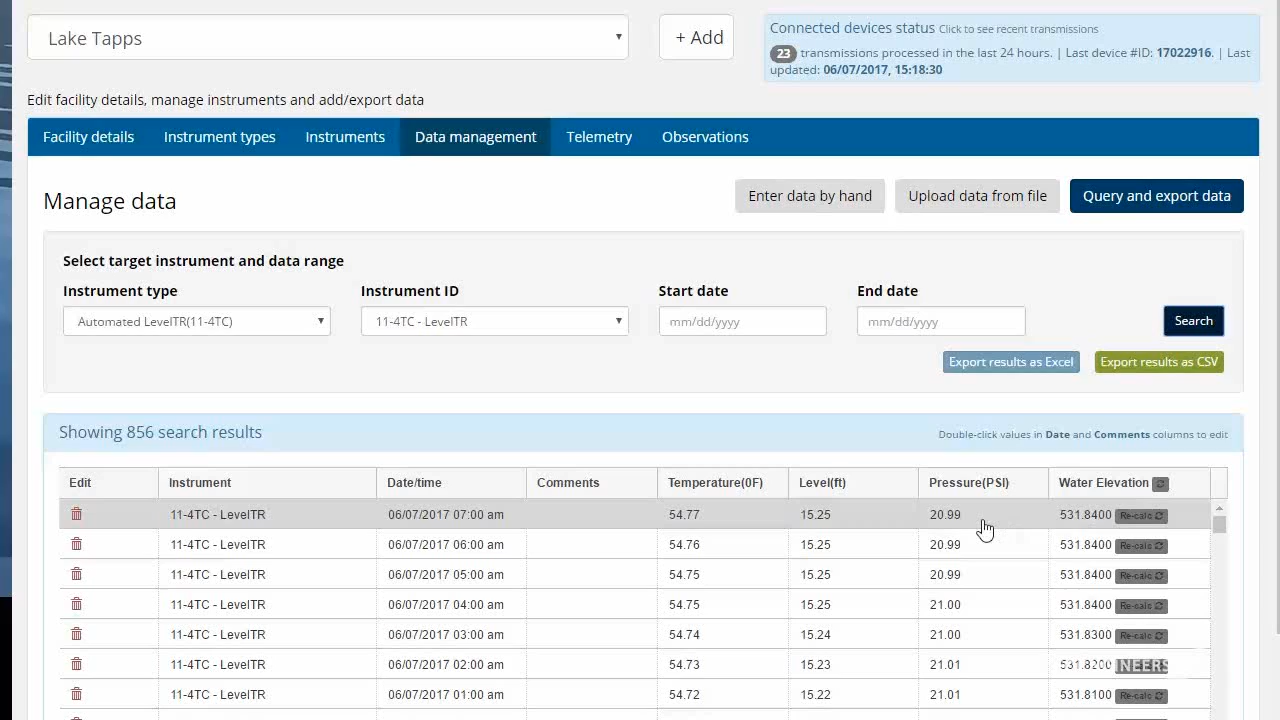 Lake Tapps
+ Add
Connected devices status Click to see recent transmissions
23 transmissions processed in the last 24 hours. | Last device #ID: 17022916. | Last
updated: 06/07/2017, 15:18:30
Edit facility details, manage instruments and add/export data
Facility details Instrument types Instruments Data management Telemetry Observations
Manage data
Enter data by hand Upload data from file Query and export data
Select target instrument and data range
Instrument type Instrument ID Start date End date
Automated LevelTR(11-4TC) 11-4TC - LevelTR mm/dd/yyyy mm/dd/yyyy Search
Export results as Excel Export results as CSV
Showing 856 search results
Double-click values in Date and Comments columns to edit
Edit Instrument Date/time Comments Temperature(0F) Level(ft) Pressure(PSI) Water Elevation
11-4TC - LevelTR 06/07/2017 07:00 am 54.77 15.25 20.99 531.8400 Re-calc
11-4TC - LevelTR 06/07/2017 06:00 am 54.76 15.25 20.99 531.8400 Re-calc
11-4TC - LevelTR 06/07/2017 05:00 am 54.75 15.25 20.99 531.8400 Re-calc
11-4TC - LevelTR 06/07/2017 04:00 am 54.75 15.25 21.00 531.8400 Re-calc
11-4TC - LevelTR 06/07/2017 03:00 am 54.74 15.24 21.00 531.8300 Re-calc
11-4TC - LevelTR 06/07/2017 02:00 am 54.73 15.23 21.01 531.8200
11-4TC - LevelTR 06/07/2017 01:00 am 54.72 15.22 21.01 531.8100 Re-calc